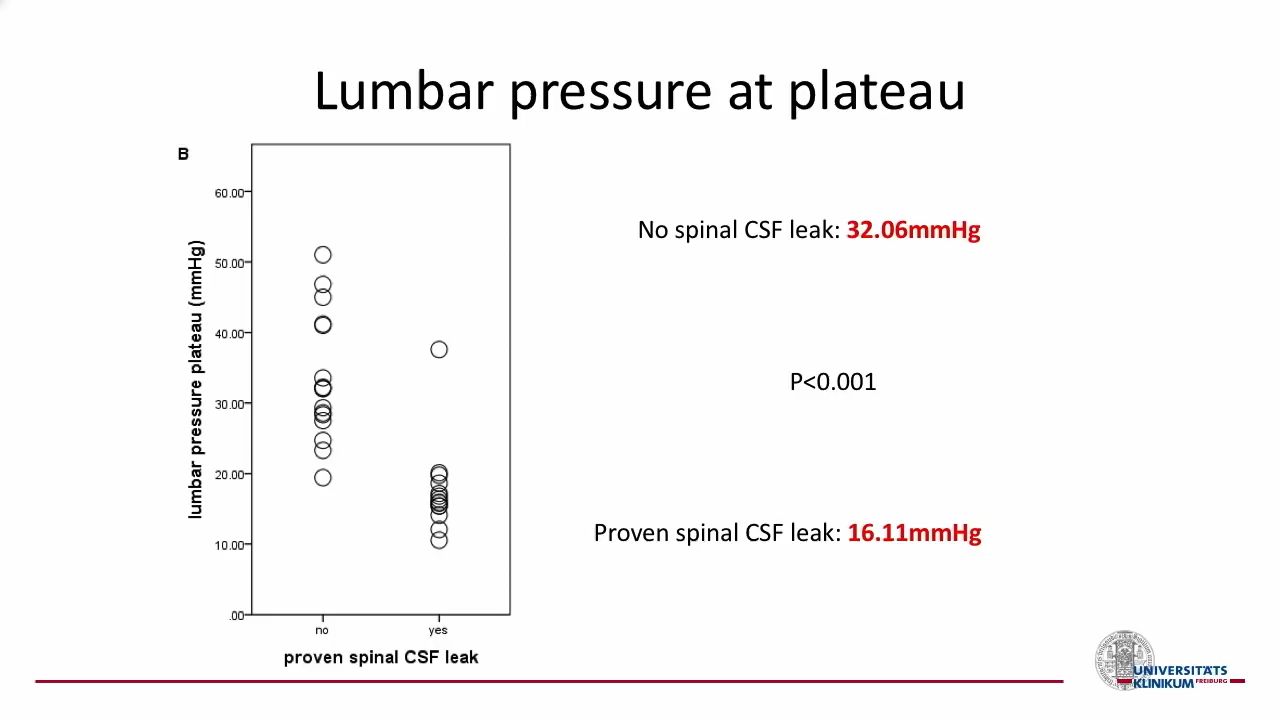 Lumbar pressure at plateau
B
60.00
50.00
40.00
30.00
20.00
10.00
.00
lumbar pressure plateau (mmHg)
no
yes
proven spinal CSF leak
No spinal CSF leak: 32.06mmHg
P<0.001
Proven spinal CSF leak: 16.11mmHg
UNIVERSITÄTS
KLINIKUM FREIBURG